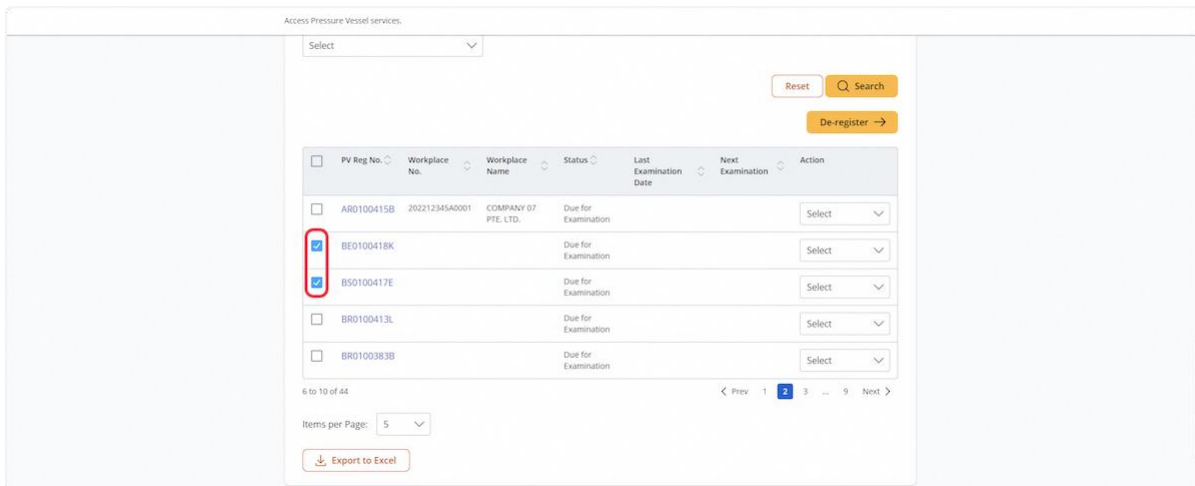 Access Pressure Vessel services.
Select
Reset
Search
De-register
PV Reg No. Workplace No. Workplace Name Status Last Examination Date Next Examination Action
AR0100415B 202212345A0001 COMPANY 07 PTE. LTD. Due for Examination Select
BE0100418K Due for Examination Select
BS0100417E Due for Examination Select
BR0100413L Due for Examination Select
BR0100383B Due for Examination Select
6 to 10 of 44
Prev 1 2 3 ... 9 Next
Items per Page: 5
Export to Excel